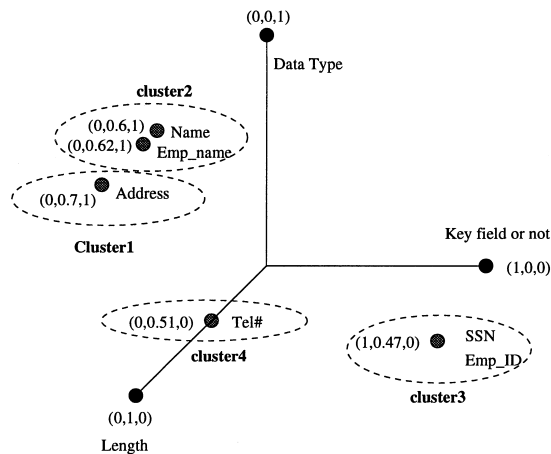 (0,0,1)
Data Type
cluster2
(0,0.6,1)
Name
(0,0.62,1)
Emp_name
(0,0.7,1)
Address
Cluster1
Key field or not
(1,0,0)
(0,0.51,0)
Tel#
cluster4
(1,0.47,0)
SSN
Emp_ID
cluster3
(0,1,0)
Length